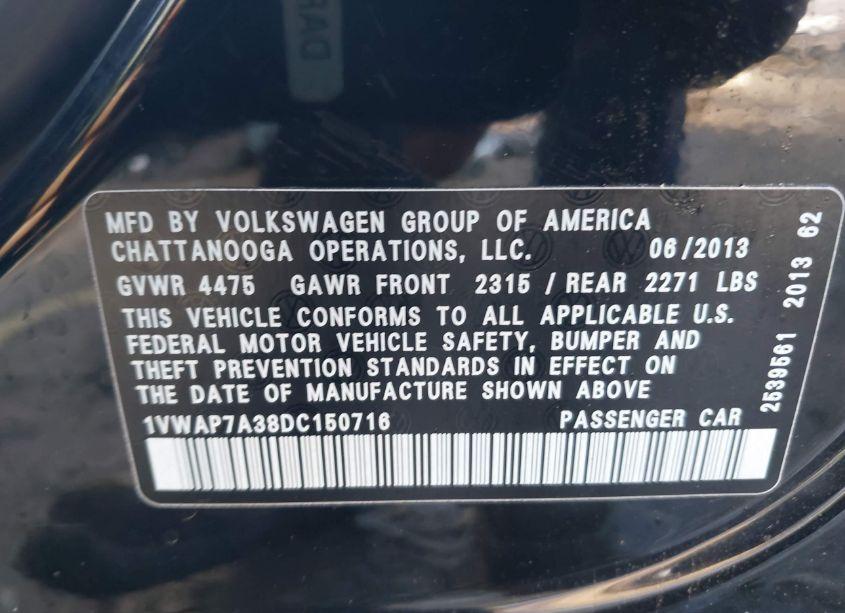 MFD BY VOLKSWAGEN GROUP OF AMERICA
CHATTANOOGA OPERATIONS, LLC. 06/2013
GVWR 4475 GAWR FRONT 2315 / REAR 2271 LBS
THIS VEHICLE CONFORMS TO ALL APPLICABLE U.S.
FEDERAL MOTOR VEHICLE SAFETY, BUMPER AND
THEFT PREVENTION STANDARDS IN EFFECT ON
THE DATE OF MANUFACTURE SHOWN ABOVE
1VWAP7A38DC150716 PASSENGER CAR
2539561 2013 62